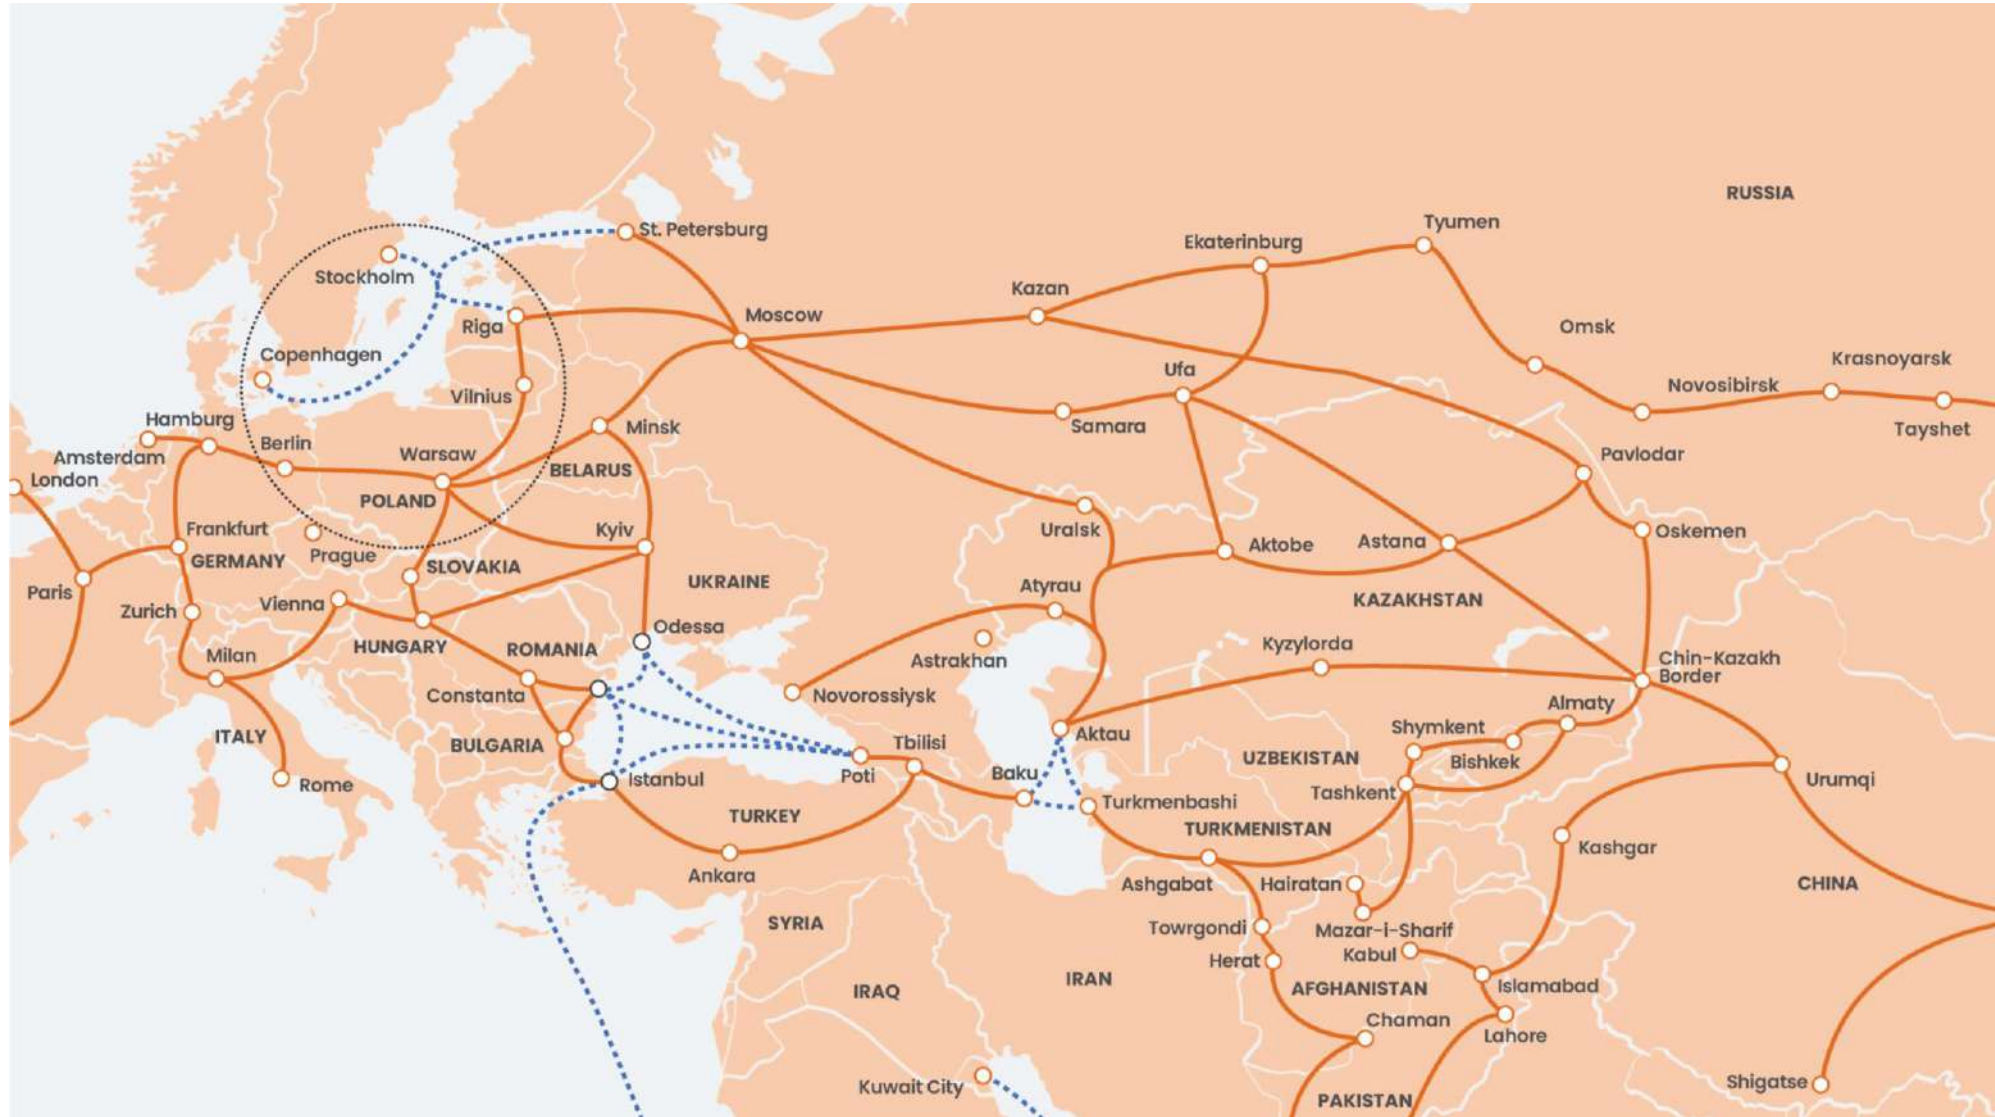 RUSSIA
Tyumen
St. Petersburg
Ekaterinburg
Stockholm
Kazan
Moscow
Riga
Omsk
Copenhagen
Krasnoyarsk
Ufa
Novosibirsk
Vilnius
Hamburg
Samara
Minsk
Tayshet
Berlin
Warsaw
Amsterdam
Pavlodar
BELARUS
London
POLAND
Frankfurt
Kyiv
Uralsk
Oskemen
Aktobe
Astana
Prague
GERMANY
SLOVAKIA
UKRAINE
Atyrau
Paris
KAZAKHSTAN
Vienna
Zurich
Odessa
Kyzylorda
HUNGARY
ROMANIA
Milan
Astrakhan
Chin-Kazakh
Border
Constanta
Novorossiysk
Almaty
Shymkent
ITALY
Aktau
BULGARIA
Tbilisi
UZBEKISTAN
Bishkek
Poti
Baku
Istanbul
Rome
Urumqi
Tashkent
Turkmenbashi
TURKEY
TURKMENISTAN
Kashgar
Ankara
Ashgabat
Hairatan
CHINA
SYRIA
Towrgondi
Mazar-i-Sharif
Kabul
Herat
IRAN
IRAQ
AFGHANISTAN
Islamabad
Chaman
Lahore
Kuwait City
Shigatse
PAKISTAN